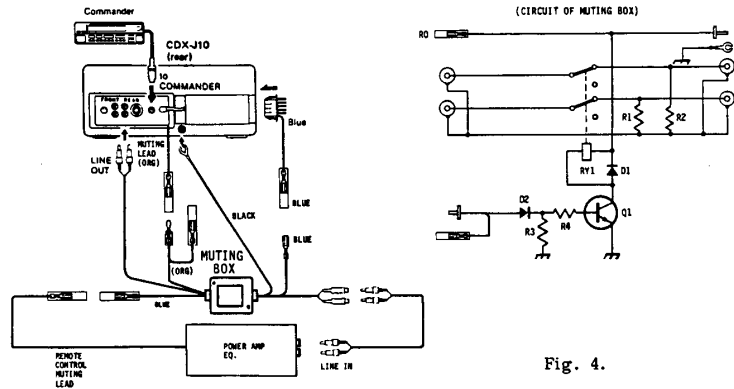 Commander
CDX-J10
(rear)
10
COMMANDER
FRONT REAR
Blue
LINE
OUT
MUTING
LEAD
(ORG)
BLACK
BLUE
BLUE
(ORG)
MUTING
BOX
BLUE
POWER AMP
EQ.
LINE IN
REMOTE
CONTROL
MUTING
LEAD
(CIRCUIT OF MUTING BOX)
RO
R1
R2
RY1
D1
D2
Q1
R3
R4
Fig. 4.